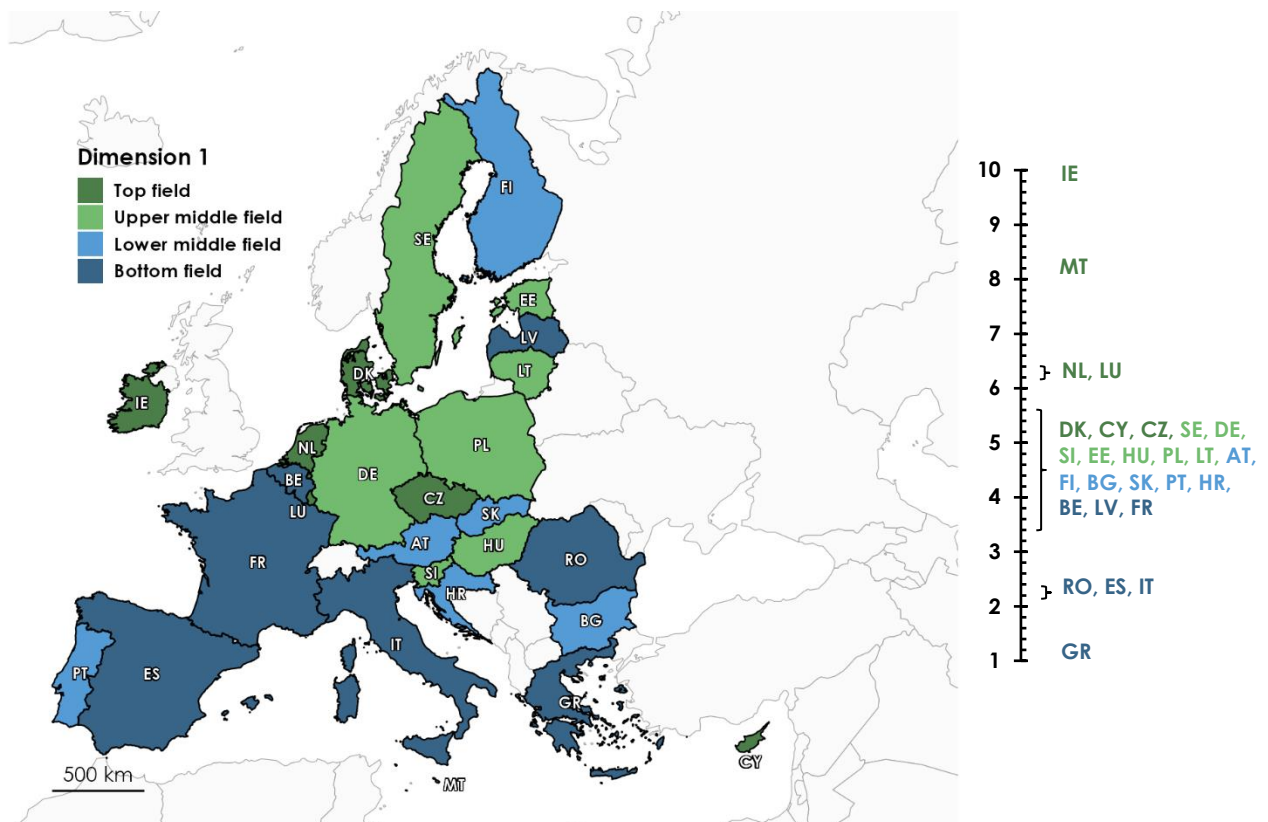 Dimension 1
Top field
Upper middle field
Lower middle field
Bottom field
FI
SE
EE
LV
LT
DK
IE
NL
PL
BE
DE
CZ
LU
SK
AT
HU
FR
RO
SI
HR
BG
IT
PT
ES
GR
CY
MT
500 km
10
9
8
7
6
5
4
3
2
1
IE
MT
NL, LU
DK, CY, CZ, SE, DE,
SI, EE, HU, PL, LT, AT,
FI, BG, SK, PT, HR,
BE, LV, FR
RO, ES, IT
GR